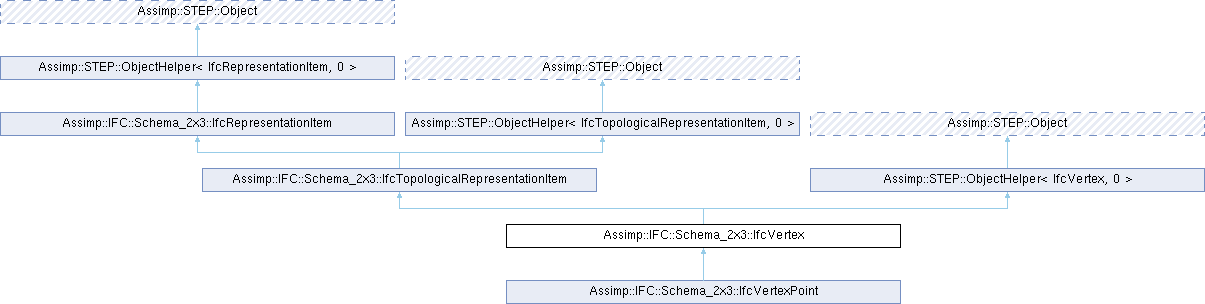 Assimp::STEP::Object
Assimp::STEP::ObjectHelper< IfcRepresentationItem, 0 >
Assimp::STEP::Object
Assimp::IFC::Schema_2x3::IfcRepresentationItem
Assimp::STEP::ObjectHelper< IfcTopologicalRepresentationItem, 0 >
Assimp::STEP::Object
Assimp::IFC::Schema_2x3::IfcTopologicalRepresentationItem
Assimp::STEP::ObjectHelper< IfcVertex, 0 >
Assimp::IFC::Schema_2x3::IfcVertex
Assimp::IFC::Schema_2x3::IfcVertexPoint